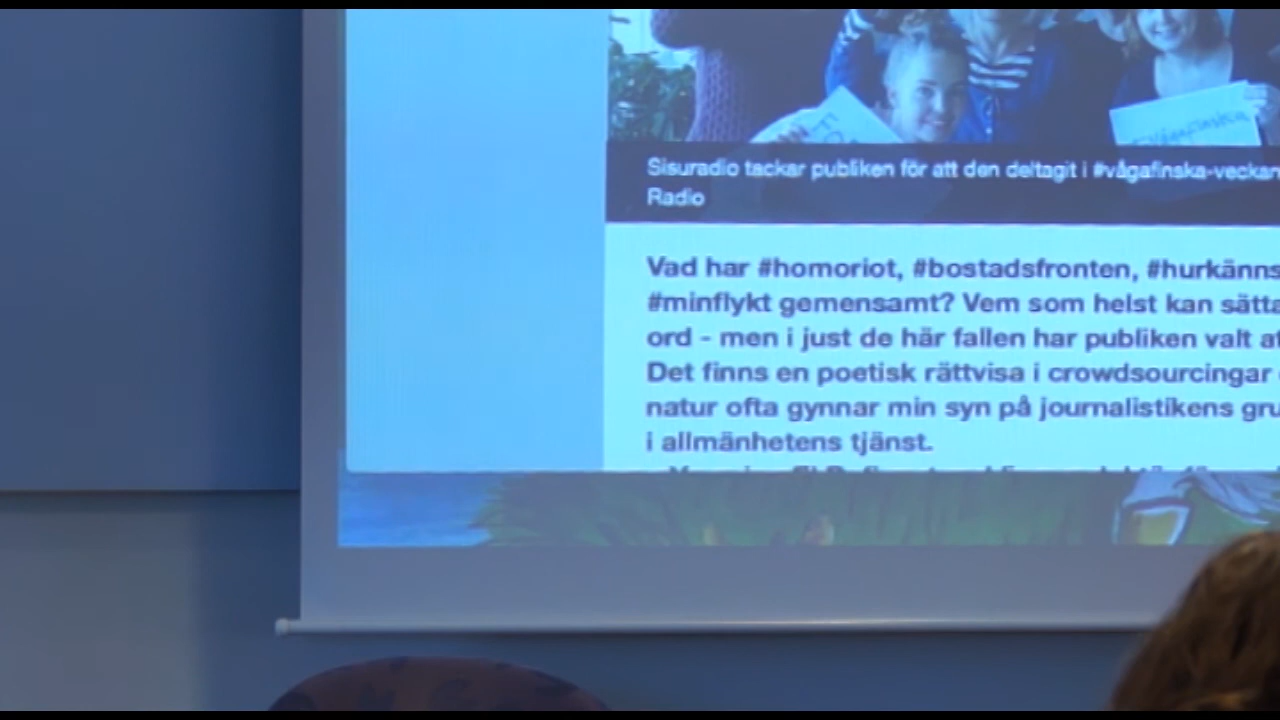 Sisuradio tackar publiken för att den deltagit i #vågafinska-veckan
Radio
Vad har #homoriot, #bostadsfronten, #hurkänns
#minflykt gemensamt? Vem som helst kan sätta
ord - men i just de här fallen har publiken valt
Det finns en poetisk rättvisa i crowdsourcingar
natur ofta gynnar min syn på journalistikens
i allmänhetens tjänst.